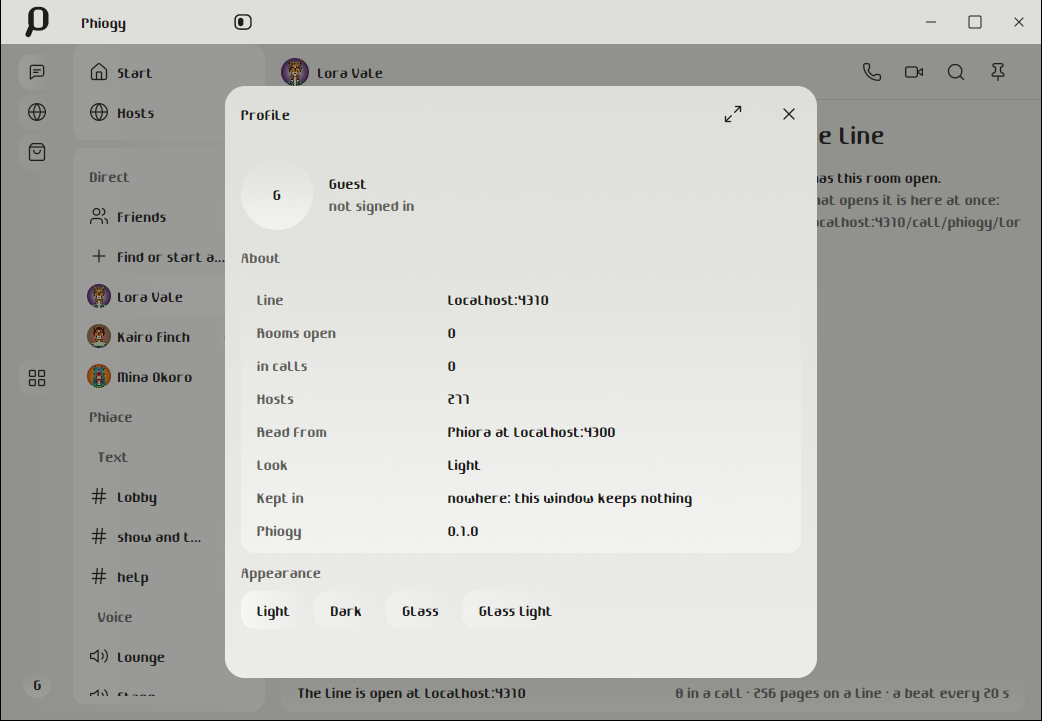 Phiogy
Start
Hosts
Direct
Friends
Find or start a...
Lora Vale
Kairo Finch
Mina Okoro
Phiace
Text
Lobby
show and t...
help
Voice
Lounge
G
Lora Vale
e Line
as this room open.
hat opens it is here at once:
ocalhost:4310/call/phiogy/lor
Profile
G
Guest
not signed in
About
Line localhost:4310
Rooms open 0
in calls 0
Hosts 277
Read from Phiora at localhost:4300
Look Light
Kept in nowhere: this window keeps nothing
Phiogy 0.1.0
Appearance
Light Dark Glass Glass Light
The line is open at localhost:4310
0 in a call · 256 pages on a line · a beat every 20 s